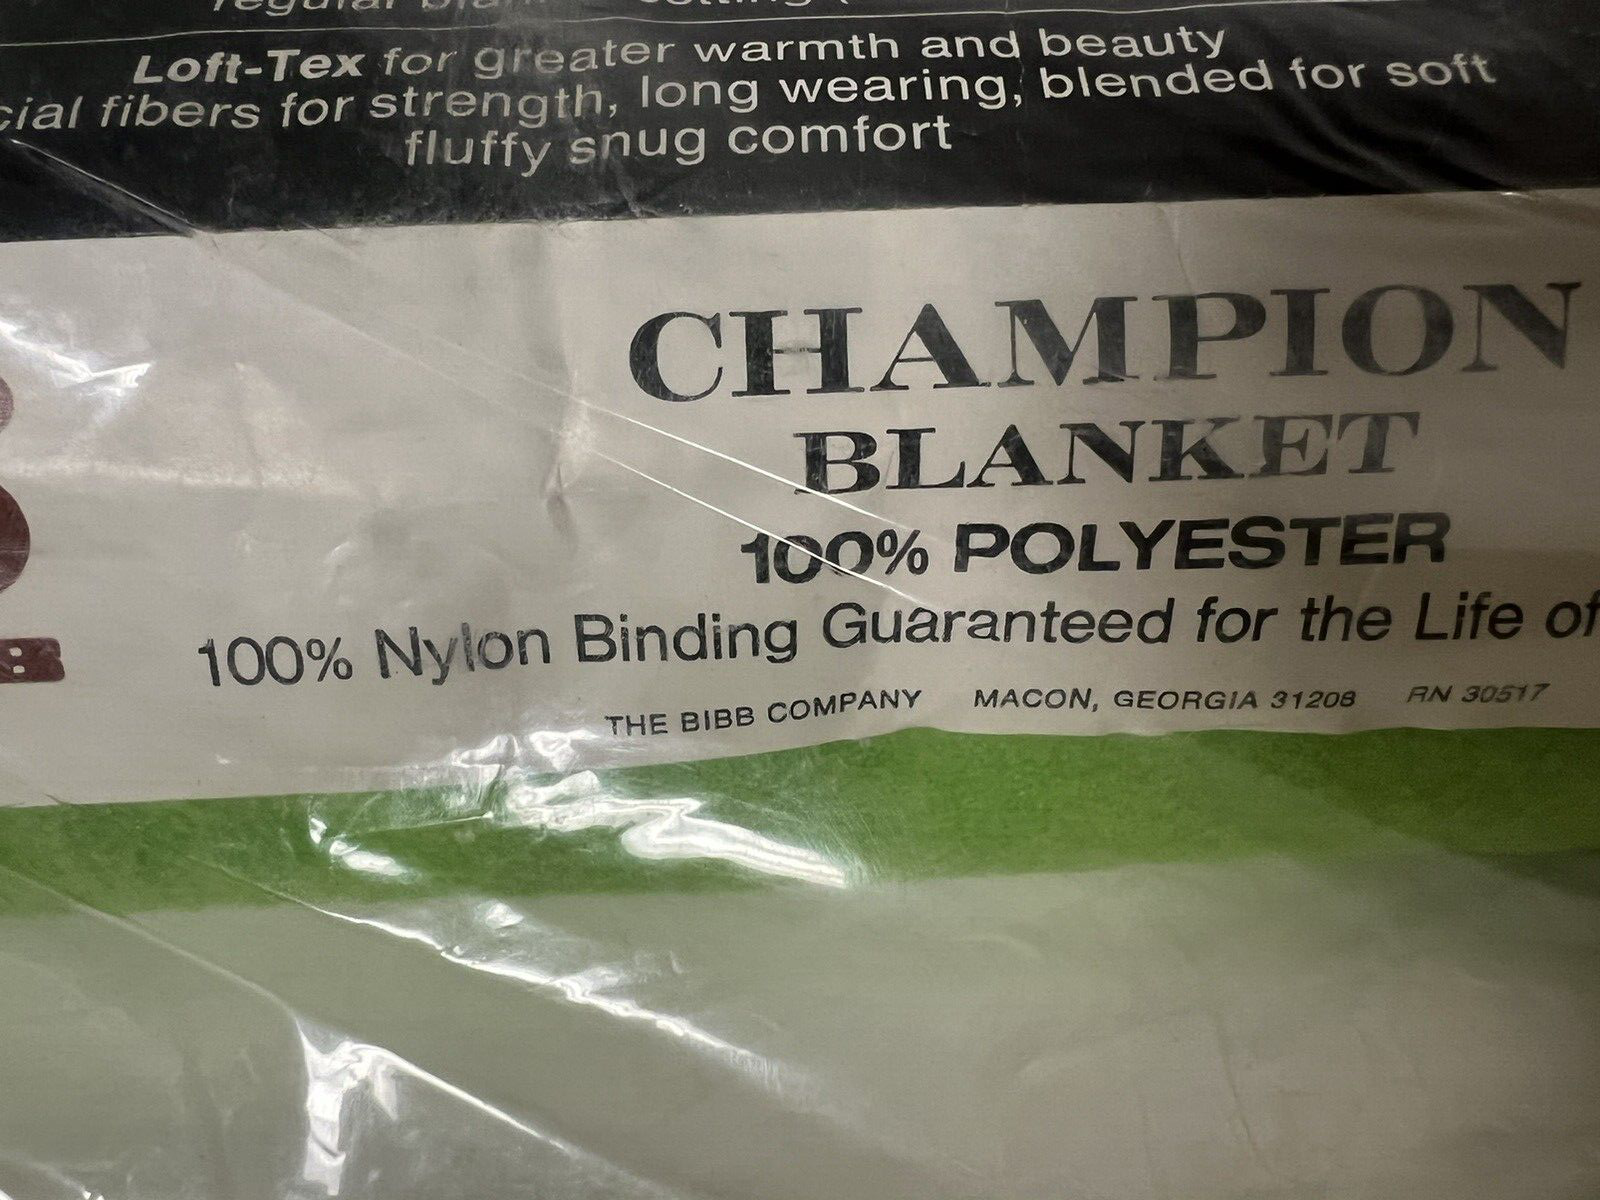 regular
Loft-Tex for greater warmth and beauty
cial fibers for strength, long wearing, blended for soft
fluffy snug comfort
CHAMPION
BLANKET
100% POLYESTER
100% Nylon Binding Guaranteed for the Life of
THE BIBB COMPANY MACON, GEORGIA 31208 RN 30517